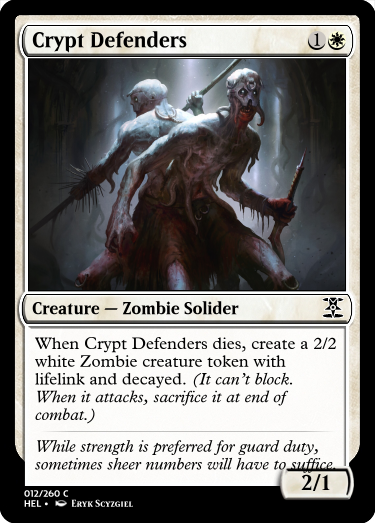 Crypt Defenders 1
Creature — Zombie Solider
When Crypt Defenders dies, create a 2/2
white Zombie creature token with
lifelink and decayed. (It can't block.
When it attacks, sacrifice it at end of
combat.)
While strength is preferred for guard duty,
sometimes sheer numbers will have to suffice.
2/1
012/260 C
HEL • Eryk Scyzgiel